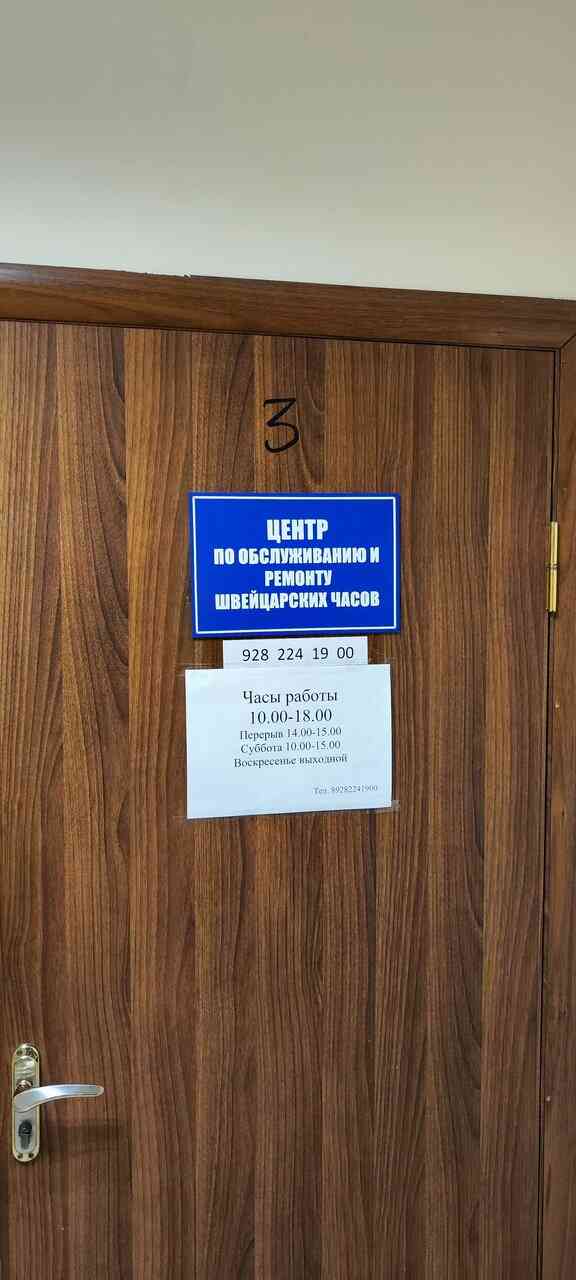 3
ЦЕНТР
ПО ОБСЛУЖИВАНИЮ И
РЕМОНТУ
ШВЕЙЦАРСКИХ ЧАСОВ
928 224 19 00
Часы работы
10.00-18.00
Перерыв 14.00-15.00
Суббота 10.00-15.00
Воскресенье выходной
Тел. 89282241900